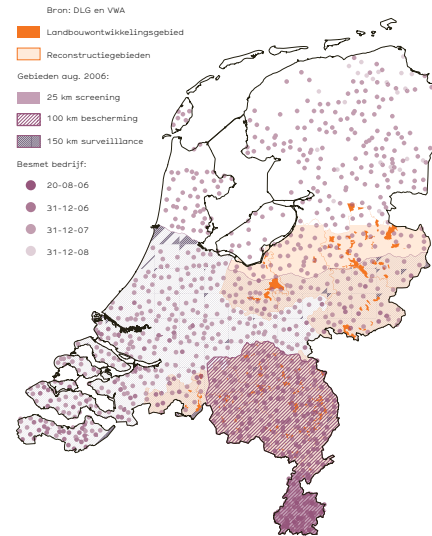 Bron: DLG en VWA
Landbouwontwikkelingsgebied
Reconstructiegebieden
Gebieden aug. 2006:
25 km screening
100 km bescherming
150 km surveilllance
Besmet bedrijf:
20-08-06
31-12-06
31-12-07
31-12-08